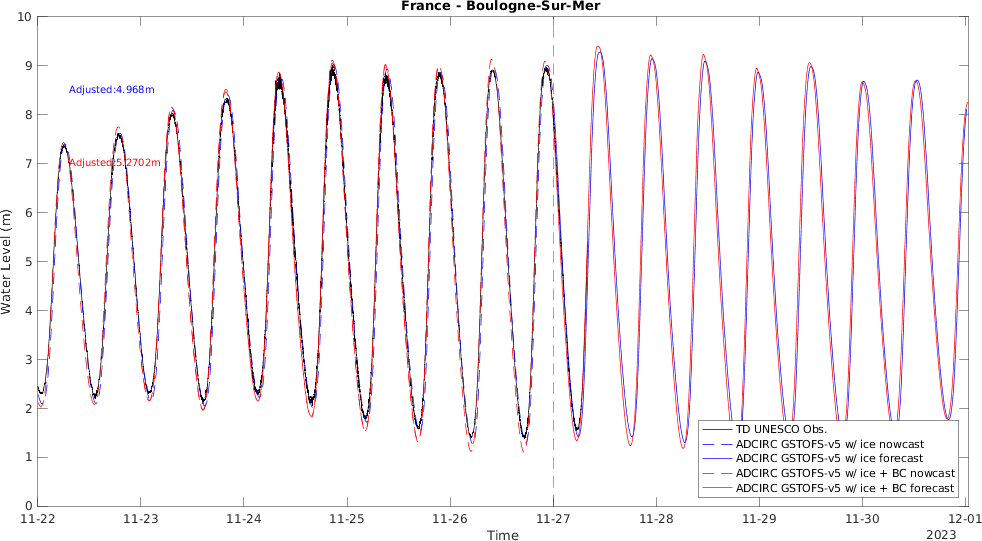 France - Boulogne-Sur-Mer
10
9
8
7
6
5
4
3
2
1
0
Water Level (m)
Adjusted:4.968m
Adjusted:5.2702m
TD UNESCO Obs.
ADCIRC GSTOFS-v5 w/ ice nowcast
ADCIRC GSTOFS-v5 w/ ice forecast
ADCIRC GSTOFS-v5 w/ ice + BC nowcast
ADCIRC GSTOFS-v5 w/ ice + BC forecast
11-22 11-23 11-24 11-25 11-26 11-27 11-28 11-29 11-30 12-01
Time
2023